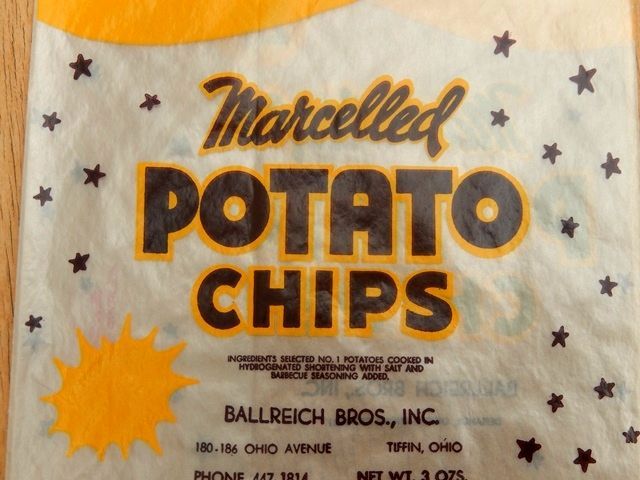 Marcelled
POTATO
CHIPS
INGREDIENTS SELECTED NO. 1 POTATOES COOKED IN
HYDROGENATED SHORTENING WITH SALT AND
BARBECUE SEASONING ADDED.
BALLREICH BROS., INC.
180-186 OHIO AVENUE TIFFIN, OHIO
PHONE 447 1814 NET WT. 3 OZS.